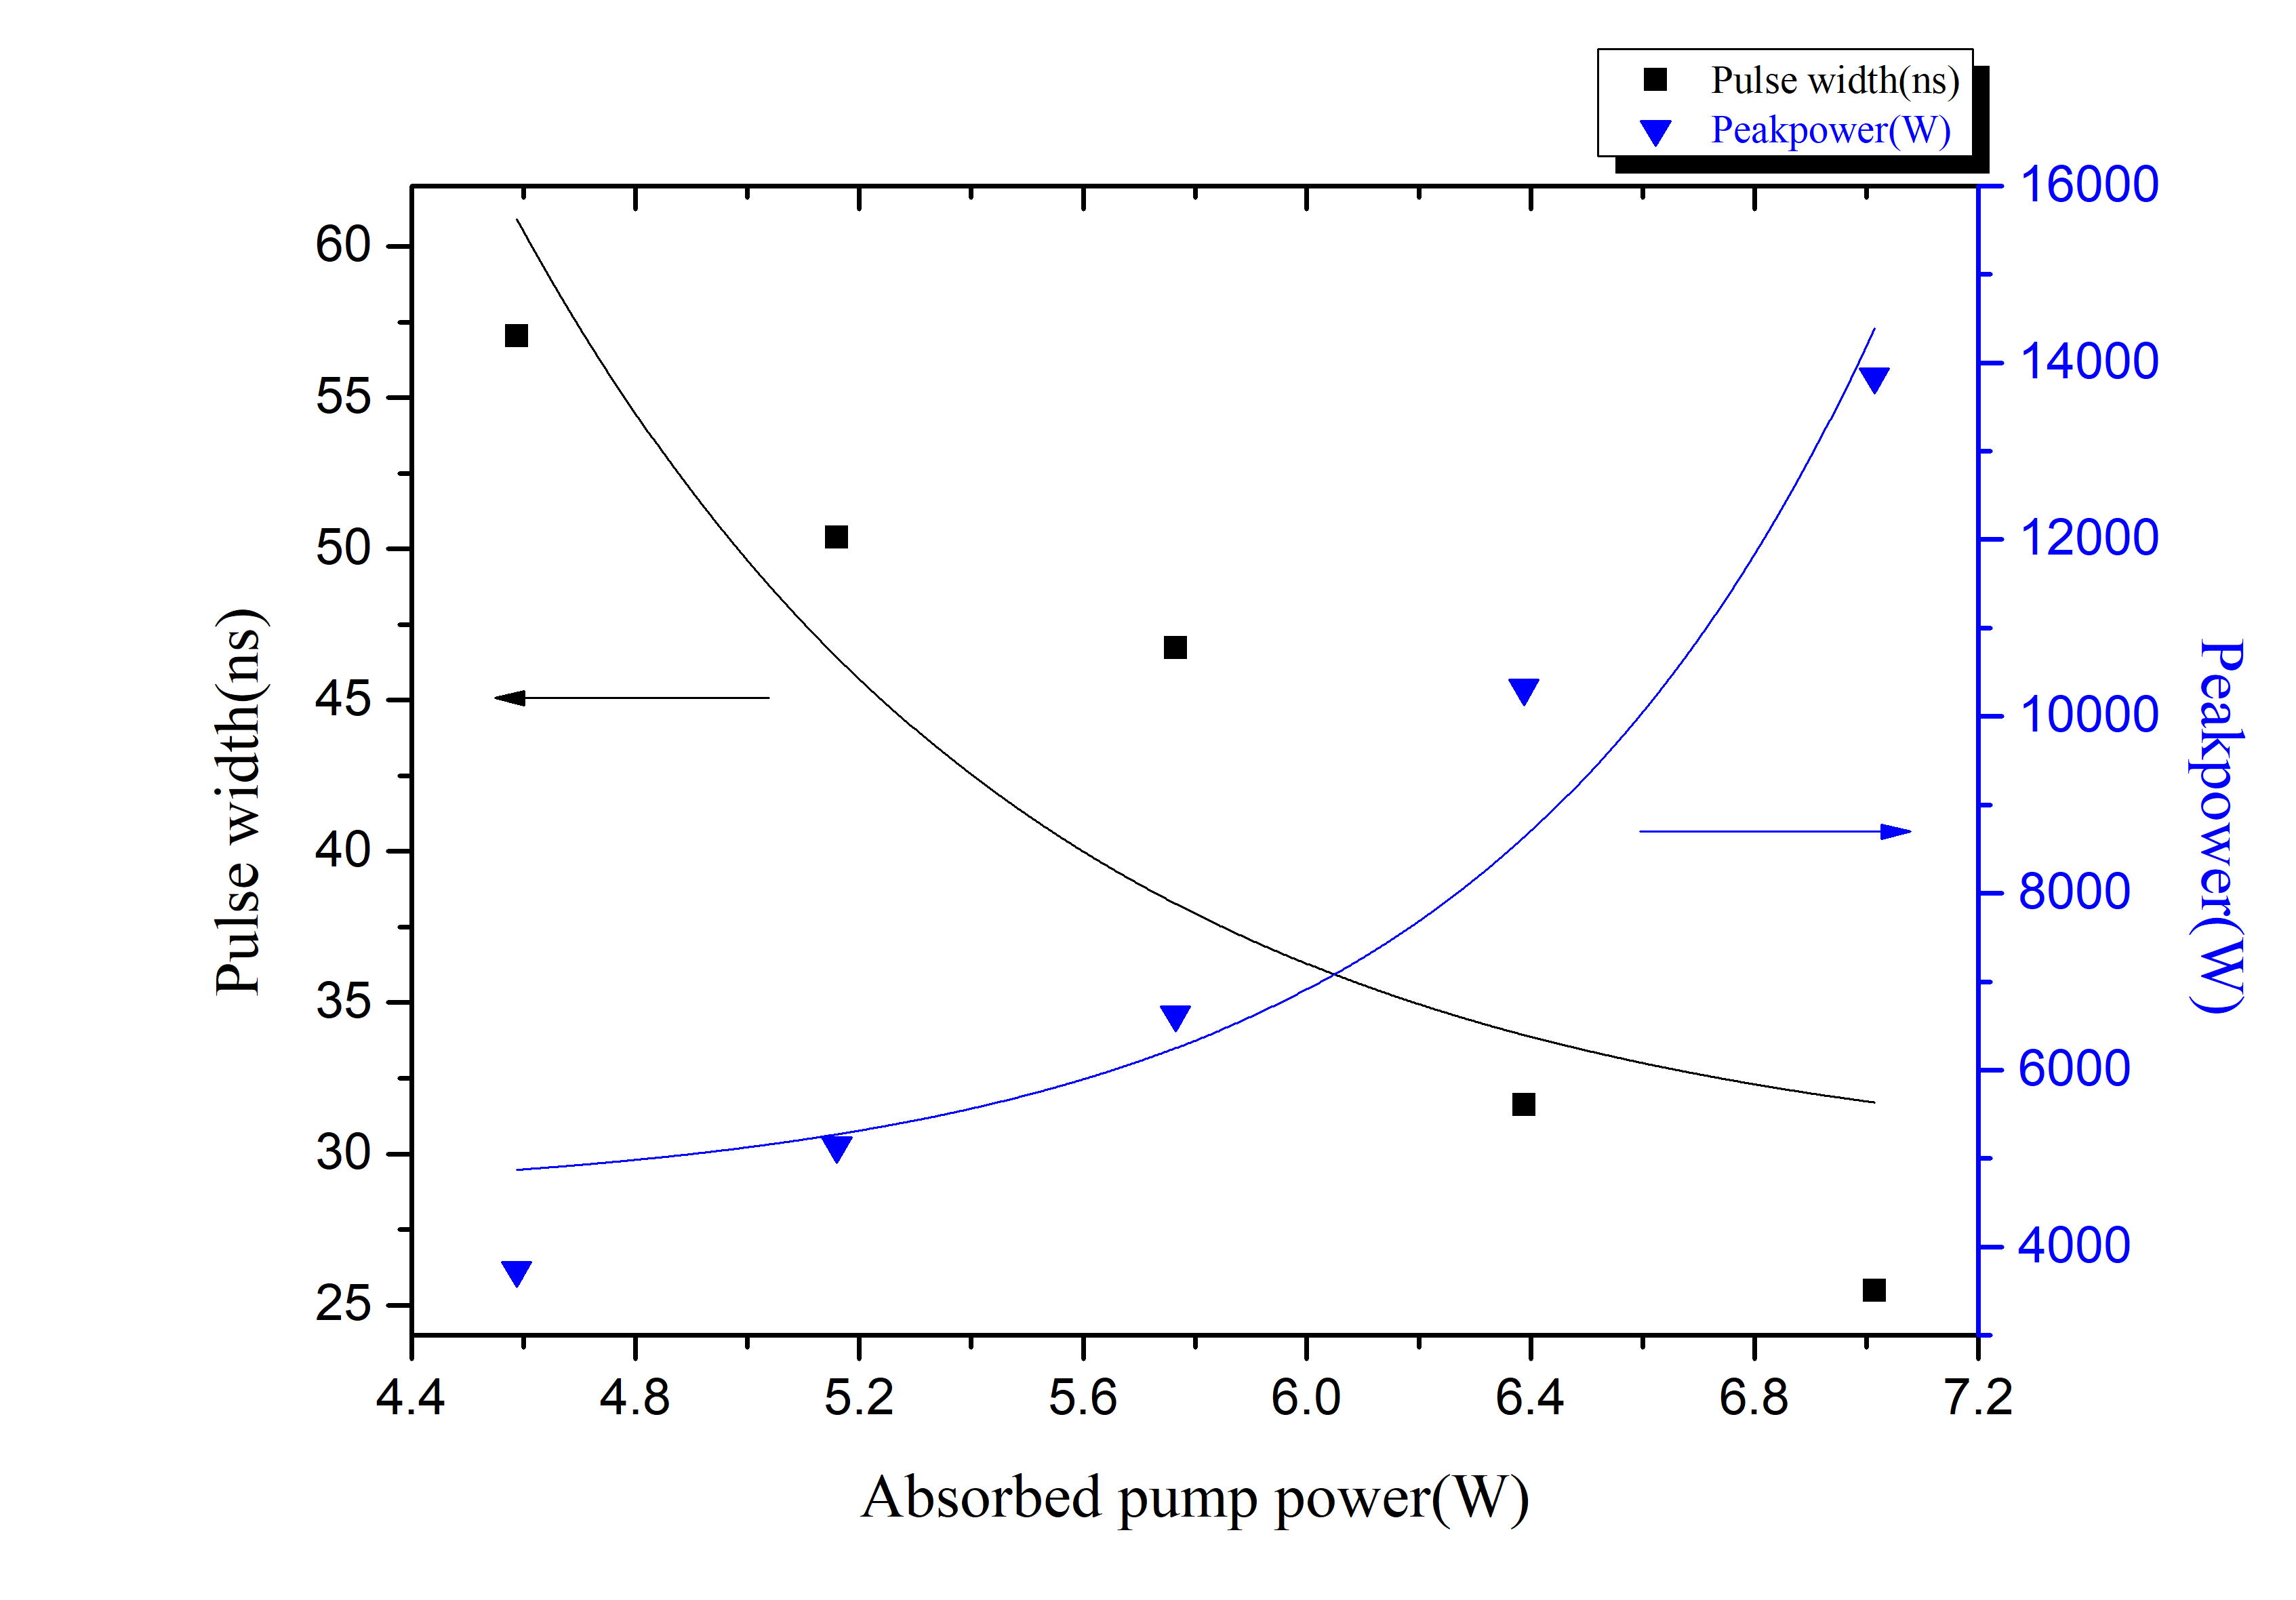 Pulse width(ns)
Peakpower(W)
60
55
50
45
40
35
30
25
Pulse width(ns)
16000
14000
12000
10000
8000
6000
4000
Peakpower(W)
4.4 4.8 5.2 5.6 6.0 6.4 6.8 7.2
Absorbed pump power(W)